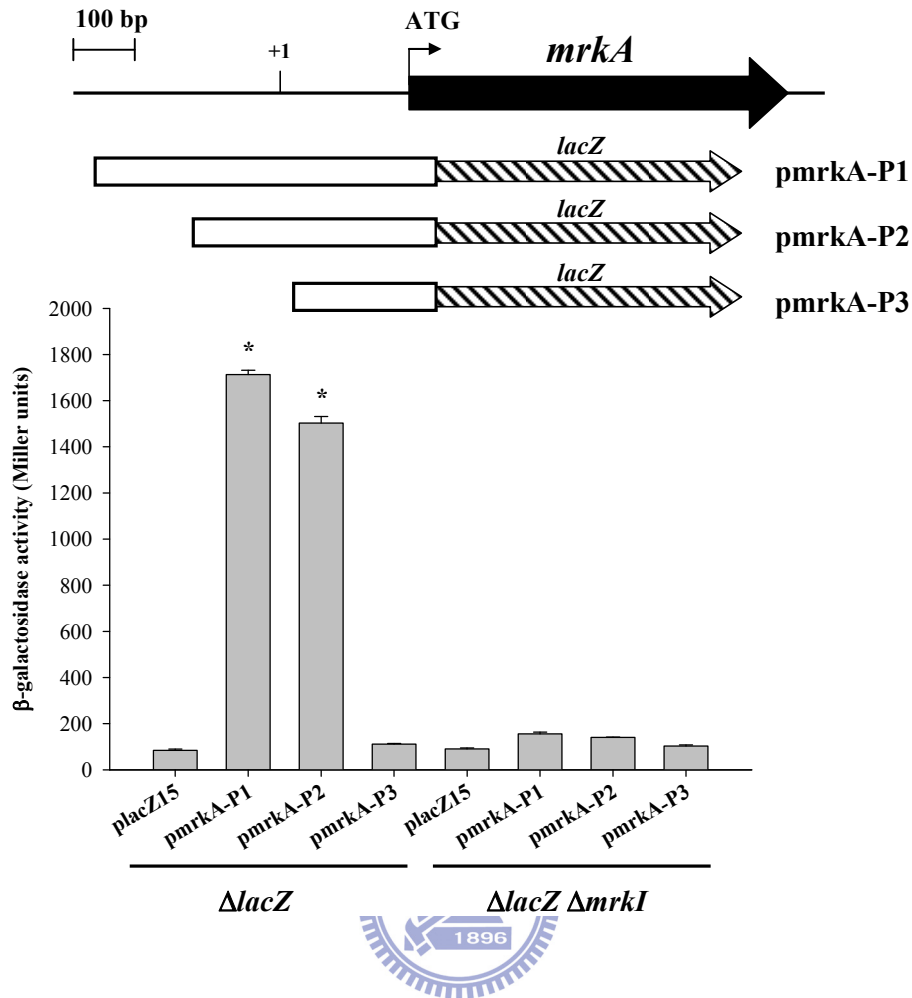 100 bp
+1
ATG
mrkA
lacZ
pmrkA-P1
lacZ
pmrkA-P2
lacZ
pmrkA-P3
β-galactosidase activity (Miller units)
2000
1800
1600
1400
1200
1000
800
600
400
200
0
*
*
placZ15
pmrkA-P1
pmrkA-P2
pmrkA-P3
placZ15
pmrkA-P1
pmrkA-P2
pmrkA-P3
ΔlacZ
ΔlacZ ΔmrkI
1896